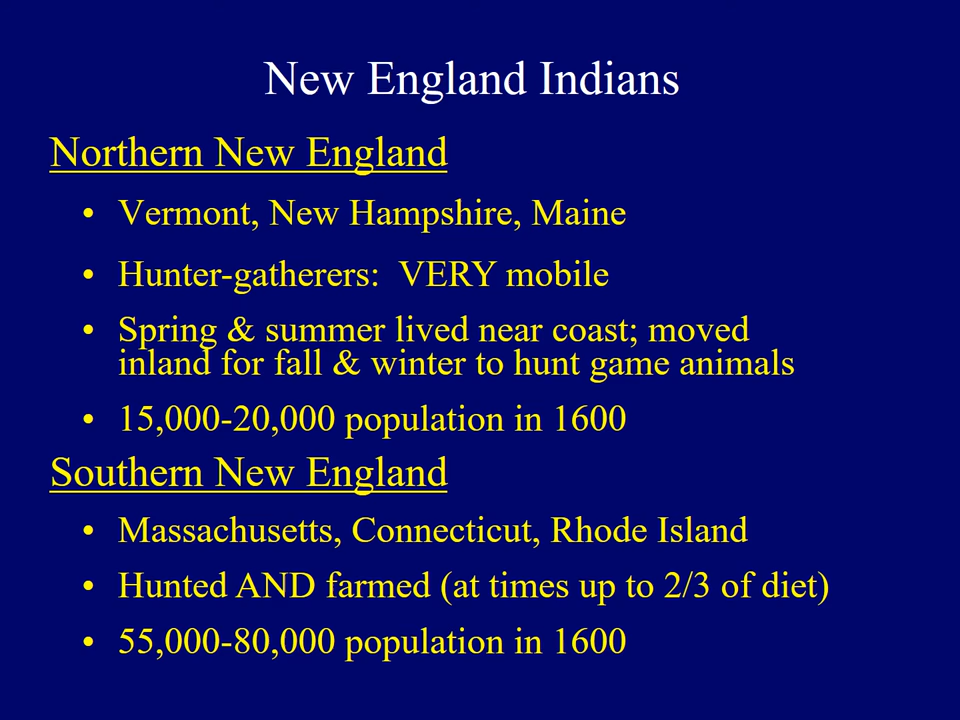 New England Indians
Northern New England
• Vermont, New Hampshire, Maine
• Hunter-gatherers:  VERY mobile
• Spring & summer lived near coast; moved
inland for fall & winter to hunt game animals
• 15,000-20,000 population in 1600
Southern New England
• Massachusetts, Connecticut, Rhode Island
• Hunted AND farmed (at times up to 2/3 of diet)
• 55,000-80,000 population in 1600